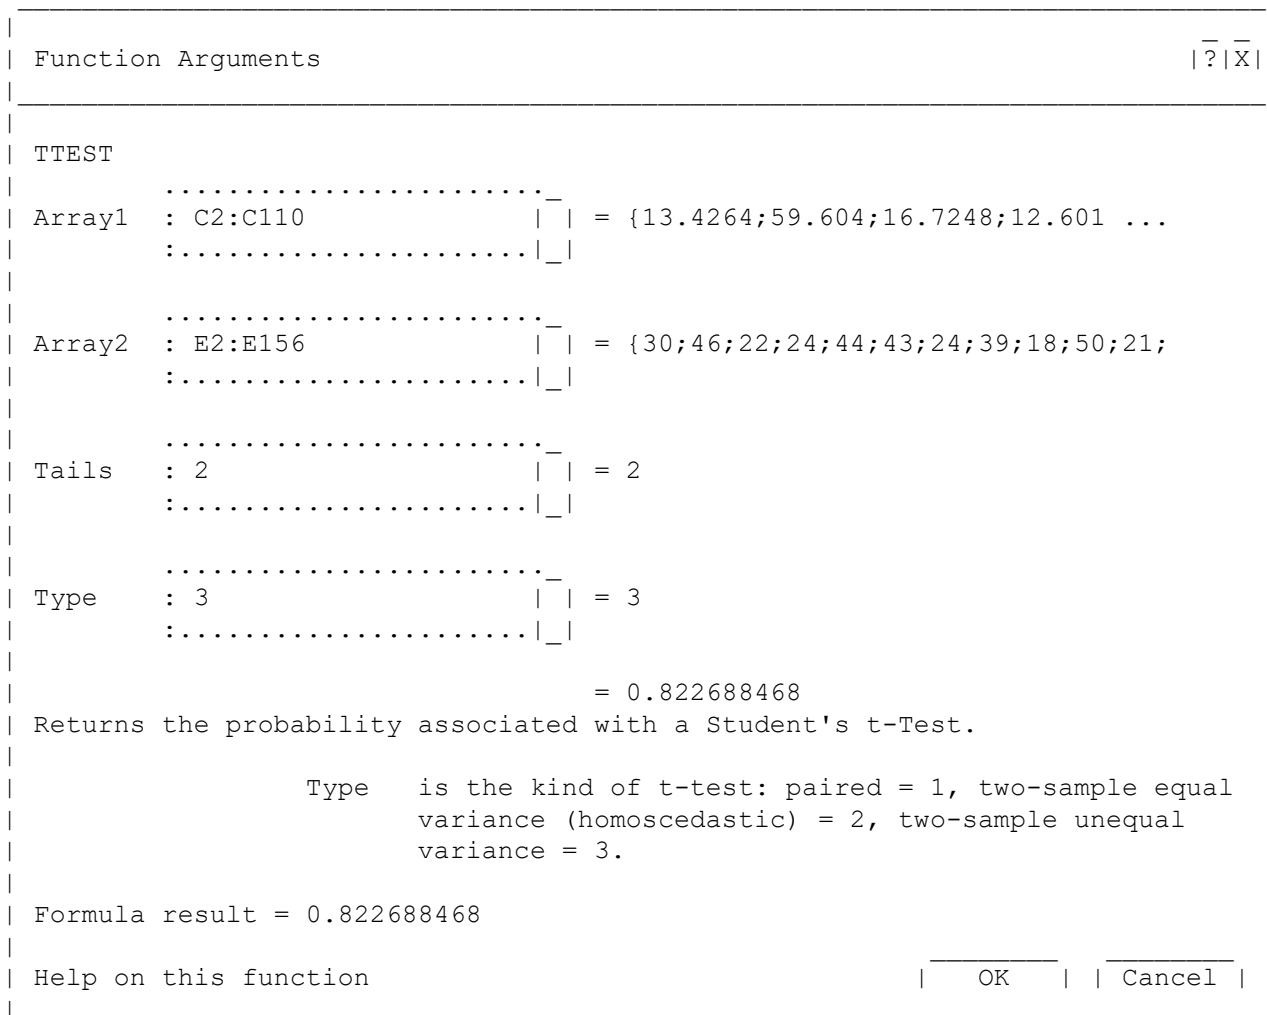 Function Arguments |?|X|
TTEST
Array1 : C2:C110 | | = {13.4264;59.604;16.7248;12.601 ...
Array2 : E2:E156 | | = {30;46;22;24;44;43;24;39;18;50;21;
Tails : 2 | | = 2
Type : 3 | | = 3
= 0.822688468
Returns the probability associated with a Student's t-Test.
Type is the kind of t-test: paired = 1, two-sample equal
variance (homoscedastic) = 2, two-sample unequal
variance = 3.
Formula result = 0.822688468
Help on this function | OK | | Cancel |